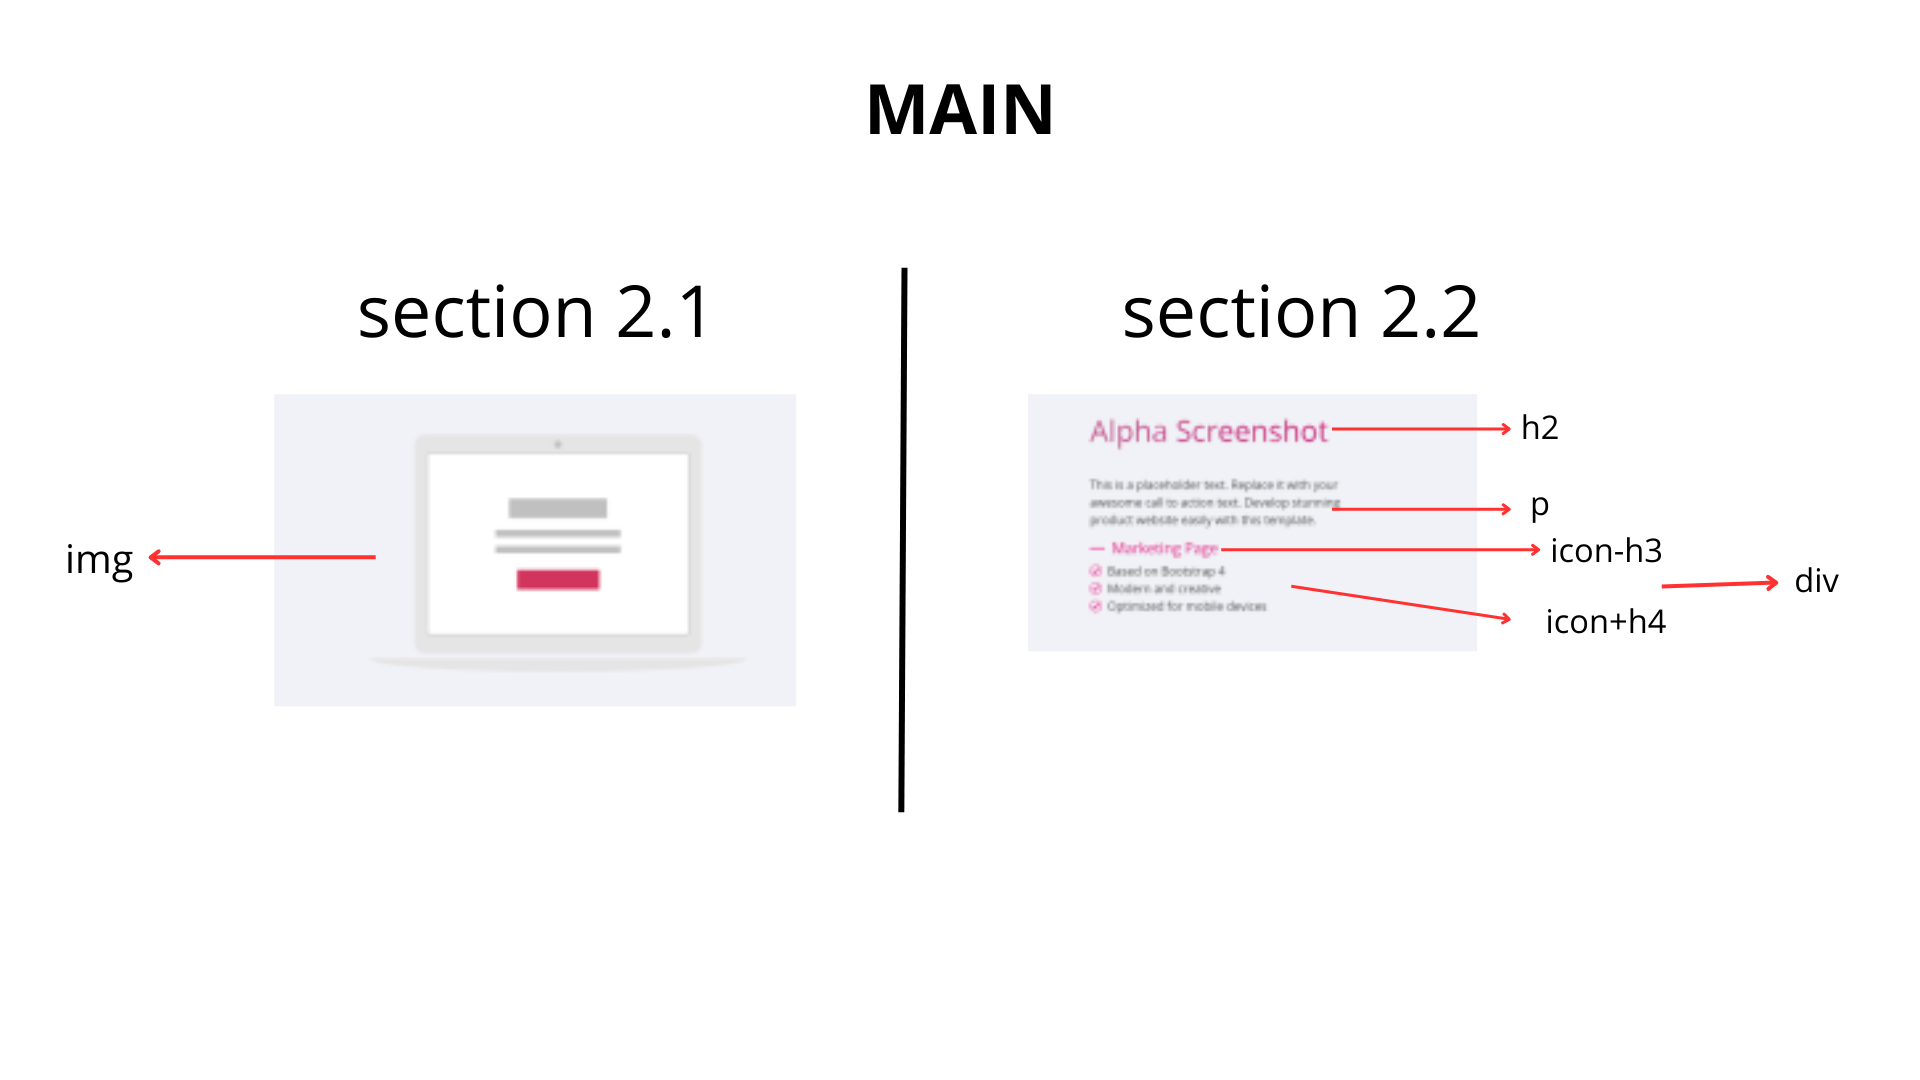 MAIN
section 2.1
img
section 2.2
Alpha Screenshot
h2
This is a placeholder text. Replace it with your
awesome call to action text. Develop stunning
product website easily with this template.
p
Marketing Page
icon-h3
Based on Bootstrap 4
Modern and creative
Optimized for mobile devices
icon+h4
div